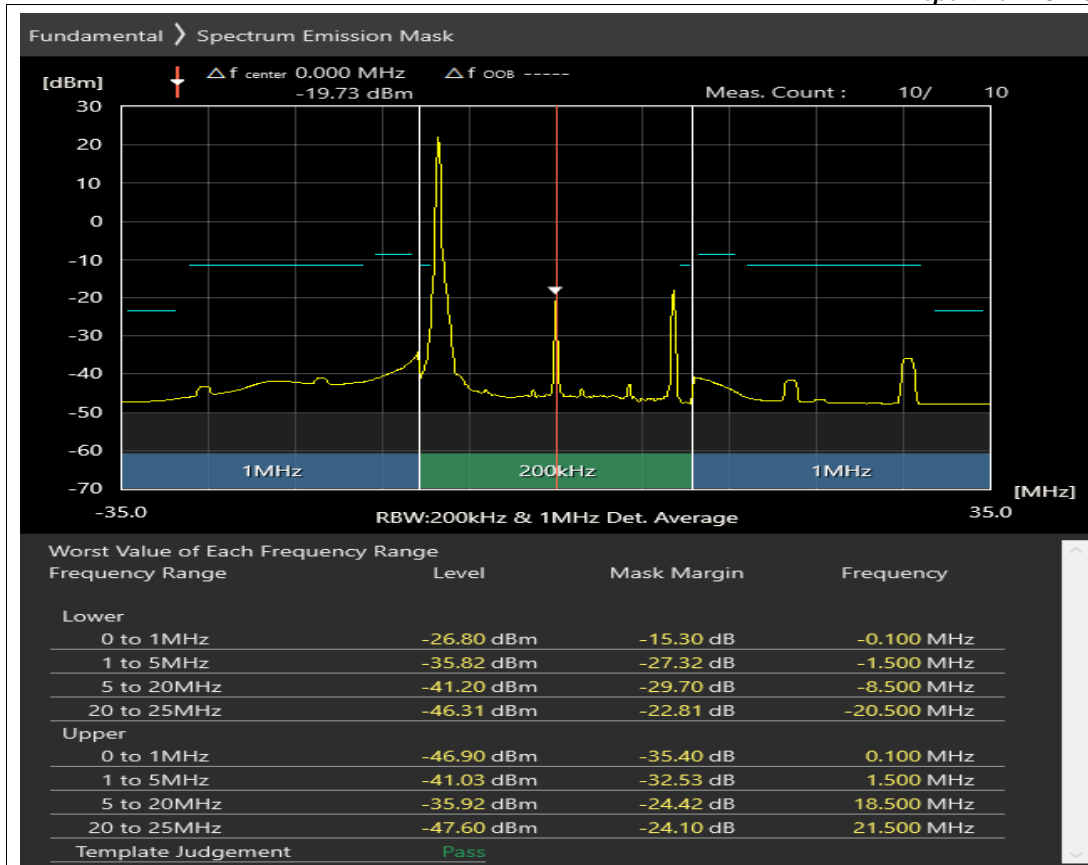 Fundamental ❯ Spectrum Emission Mask
[dBm] △f center 0.000 MHz △f OOB -----
-19.73 dBm Meas. Count : 10/ 10
30
20
10
0
-10
-20
-30
-40
-50
-60
1MHz 200kHz 1MHz
-70
[MHz]
-35.0 RBW:200kHz & 1MHz Det. Average 35.0
Worst Value of Each Frequency Range
Frequency Range Level Mask Margin Frequency
Lower
0 to 1MHz -26.80 dBm -15.30 dB -0.100 MHz
1 to 5MHz -35.82 dBm -27.32 dB -1.500 MHz
5 to 20MHz -41.20 dBm -29.70 dB -8.500 MHz
20 to 25MHz -46.31 dBm -22.81 dB -20.500 MHz
Upper
0 to 1MHz -46.90 dBm -35.40 dB 0.100 MHz
1 to 5MHz -41.03 dBm -32.53 dB 1.500 MHz
5 to 20MHz -35.92 dBm -24.42 dB 18.500 MHz
20 to 25MHz -47.60 dBm -24.10 dB 21.500 MHz
Template Judgement Pass